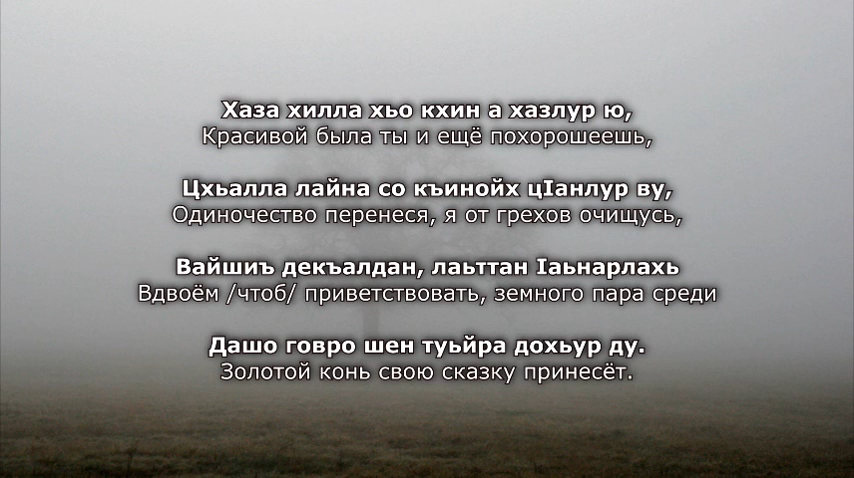 Хаза хилла хьо кхин а хазлур ю,
Красивой была ты и ещё похорошеешь,
Цхьалла лайна со къинойх цӏанлур ву,
Одиночество перенеся, я от грехов очищусь,
Вайшиъ декъалдан, лаьттан Ӏаьнарлахь
Вдвоём /чтоб/ приветствовать, земного пара среди
Дашо говро шен туьйра дохьур ду.
Золотой конь свою сказку принесёт.